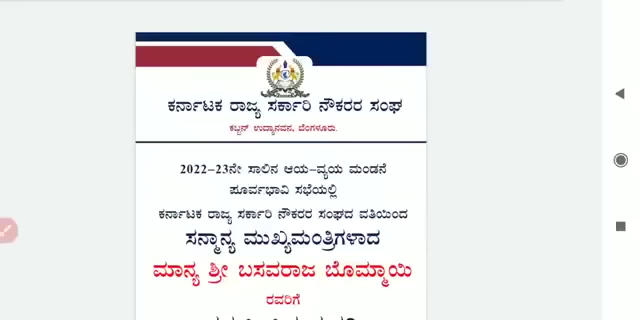 ಕರ್ನಾಟಕ ರಾಜ್ಯ ಸರ್ಕಾರಿ ನೌಕರರ ಸಂಘ
ಕಬ್ಬನ್ ಉದ್ಯಾನವನ, ಬೆಂಗಳೂರು.
2022-23ನೇ ಸಾಲಿನ ಆಯ-ವ್ಯಯ ಮಂಡನೆ
ಪೂರ್ವಭಾವಿ ಸಭೆಯಲ್ಲಿ
ಕರ್ನಾಟಕ ರಾಜ್ಯ ಸರ್ಕಾರಿ ನೌಕರರ ಸಂಘದ ವತಿಯಿಂದ
ಸನ್ಮಾನ್ಯ ಮುಖ್ಯಮಂತ್ರಿಗಳಾದ
ಮಾನ್ಯ ಶ್ರೀ ಬಸವರಾಜ ಬೊಮ್ಮಾಯಿ
ರವರಿಗೆ